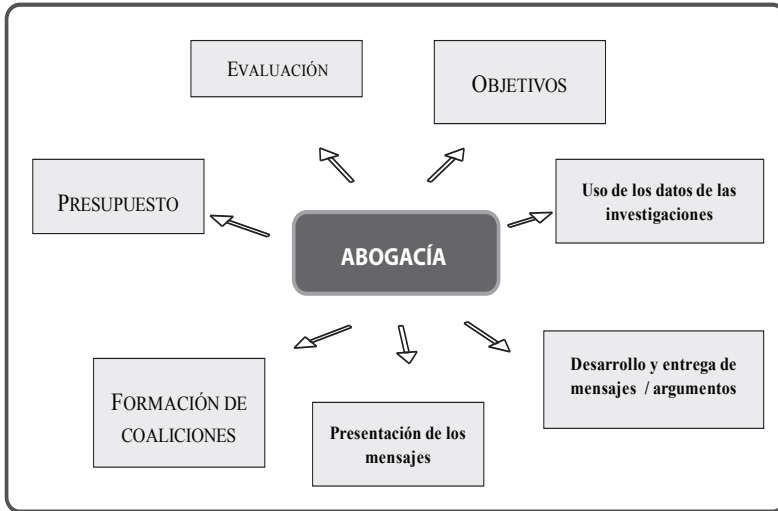 EVALUACIÓN
OBJETIVOS
PRESUPUESTO
Uso de los datos de las
investigaciones
ABOGACÍA
Desarrollo y entrega de
mensajes / argumentos
FORMACIÓN DE
COALICIONES
Presentación de los
mensajes